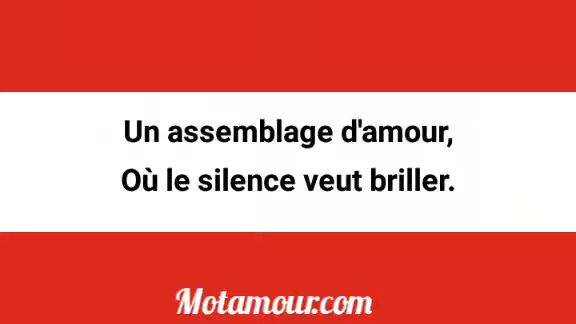 Un assemblage d'amour,
Où le silence veut briller.
Motamour.com